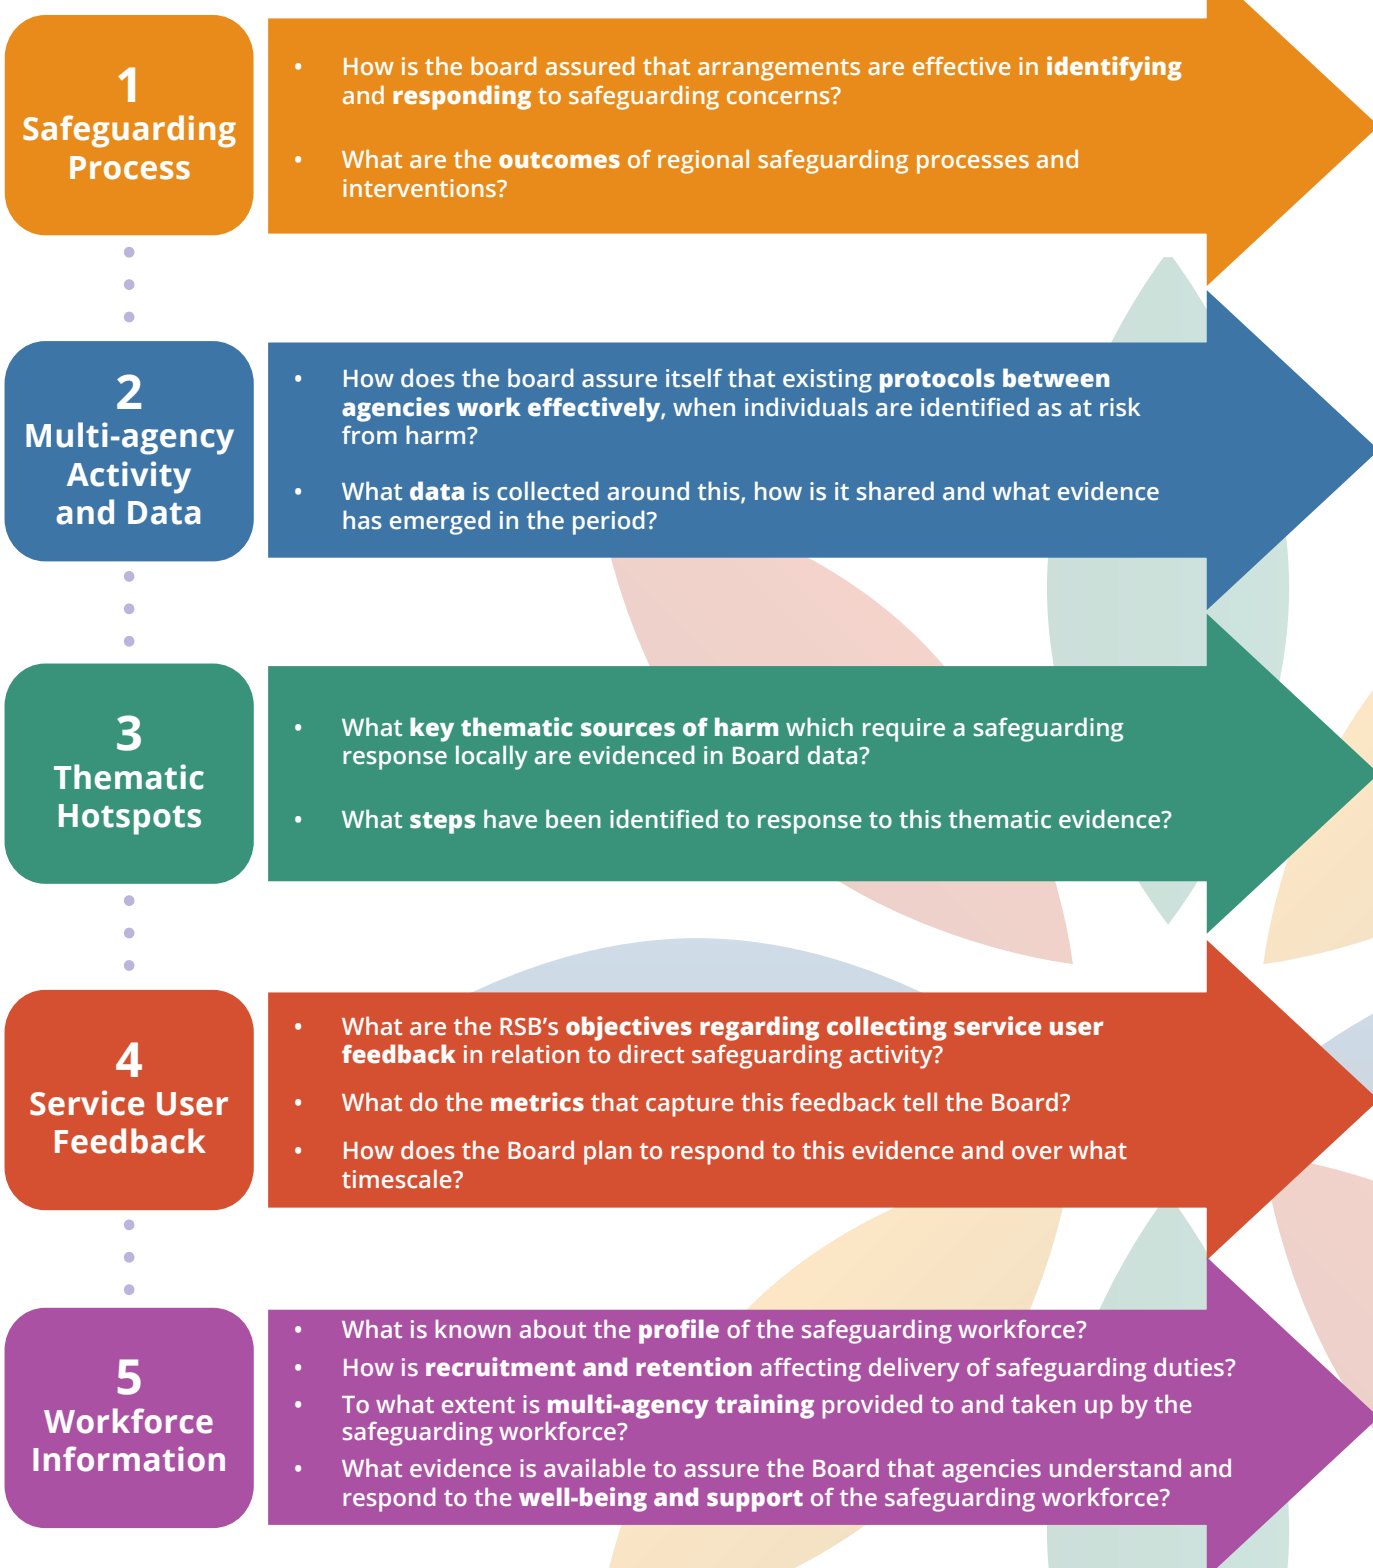 1
Safeguarding
Process
• How is the board assured that arrangements are effective in identifying
and responding to safeguarding concerns?
• What are the outcomes of regional safeguarding processes and
interventions?
2
Multi-agency
Activity
and Data
• How does the board assure itself that existing protocols between
agencies work effectively, when individuals are identified as at risk
from harm?
• What data is collected around this, how is it shared and what evidence
has emerged in the period?
3
Thematic
Hotspots
• What key thematic sources of harm which require a safeguarding
response locally are evidenced in Board data?
• What steps have been identified to response to this thematic evidence?
4
Service User
Feedback
• What are the RSB’s objectives regarding collecting service user
feedback in relation to direct safeguarding activity?
• What do the metrics that capture this feedback tell the Board?
• How does the Board plan to respond to this evidence and over what
timescale?
5
Workforce
Information
• What is known about the profile of the safeguarding workforce?
• How is recruitment and retention affecting delivery of safeguarding duties?
• To what extent is multi-agency training provided to and taken up by the
safeguarding workforce?
• What evidence is available to assure the Board that agencies understand and
respond to the well-being and support of the safeguarding workforce?